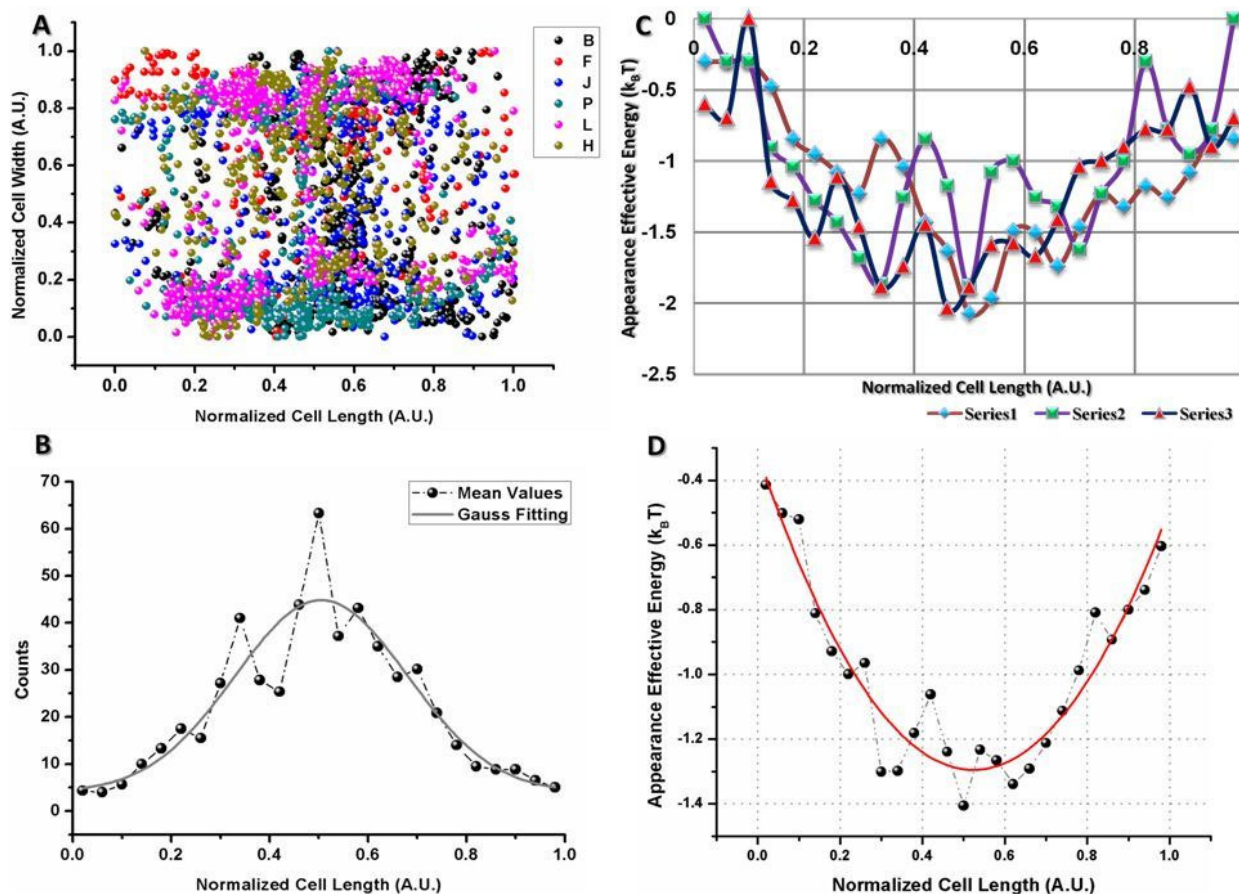 A
Normalized Cell Width (A.U.)
1.0
0.8
0.6
0.4
0.2
0.0
0.0 0.2 0.4 0.6 0.8 1.0
Normalized Cell Length (A.U.)
B
F
J
P
L
H
C
Appearance Effective Energy (kBT)
0
-0.5
-1
-1.5
-2
-2.5
0 0.2 0.4 0.6 0.8
Normalized Cell Length (A.U.)
Series1 Series2 Series3
B
Counts
70
60
50
40
30
20
10
0
0.0 0.2 0.4 0.6 0.8 1.0
Normalized Cell Length (A.U.)
Mean Values
Gauss Fitting
D
Appearance Effective Energy (kBT)
-0.4
-0.6
-0.8
-1.0
-1.2
-1.4
0.0 0.2 0.4 0.6 0.8 1.0
Normalized Cell Length (A.U.)